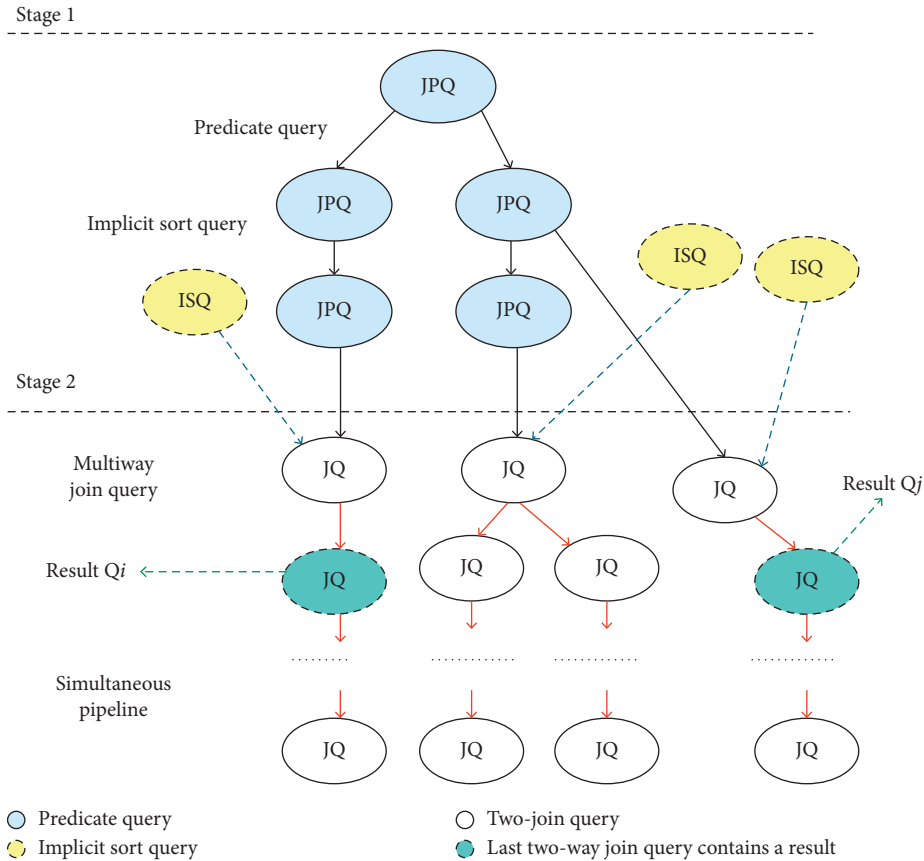 Stage 1
JPQ
Predicate query
JPQ
JPQ
Implicit sort query
ISQ
ISQ
ISQ
JPQ
JPQ
Stage 2
Multiway
join query
JQ
JQ
JQ
Result Qj
Result Qi
JQ
JQ
JQ
JQ
Simultaneous
pipeline
JQ
JQ
JQ
JQ
Predicate query
Two-join query
Implicit sort query
Last two-way join query contains a result